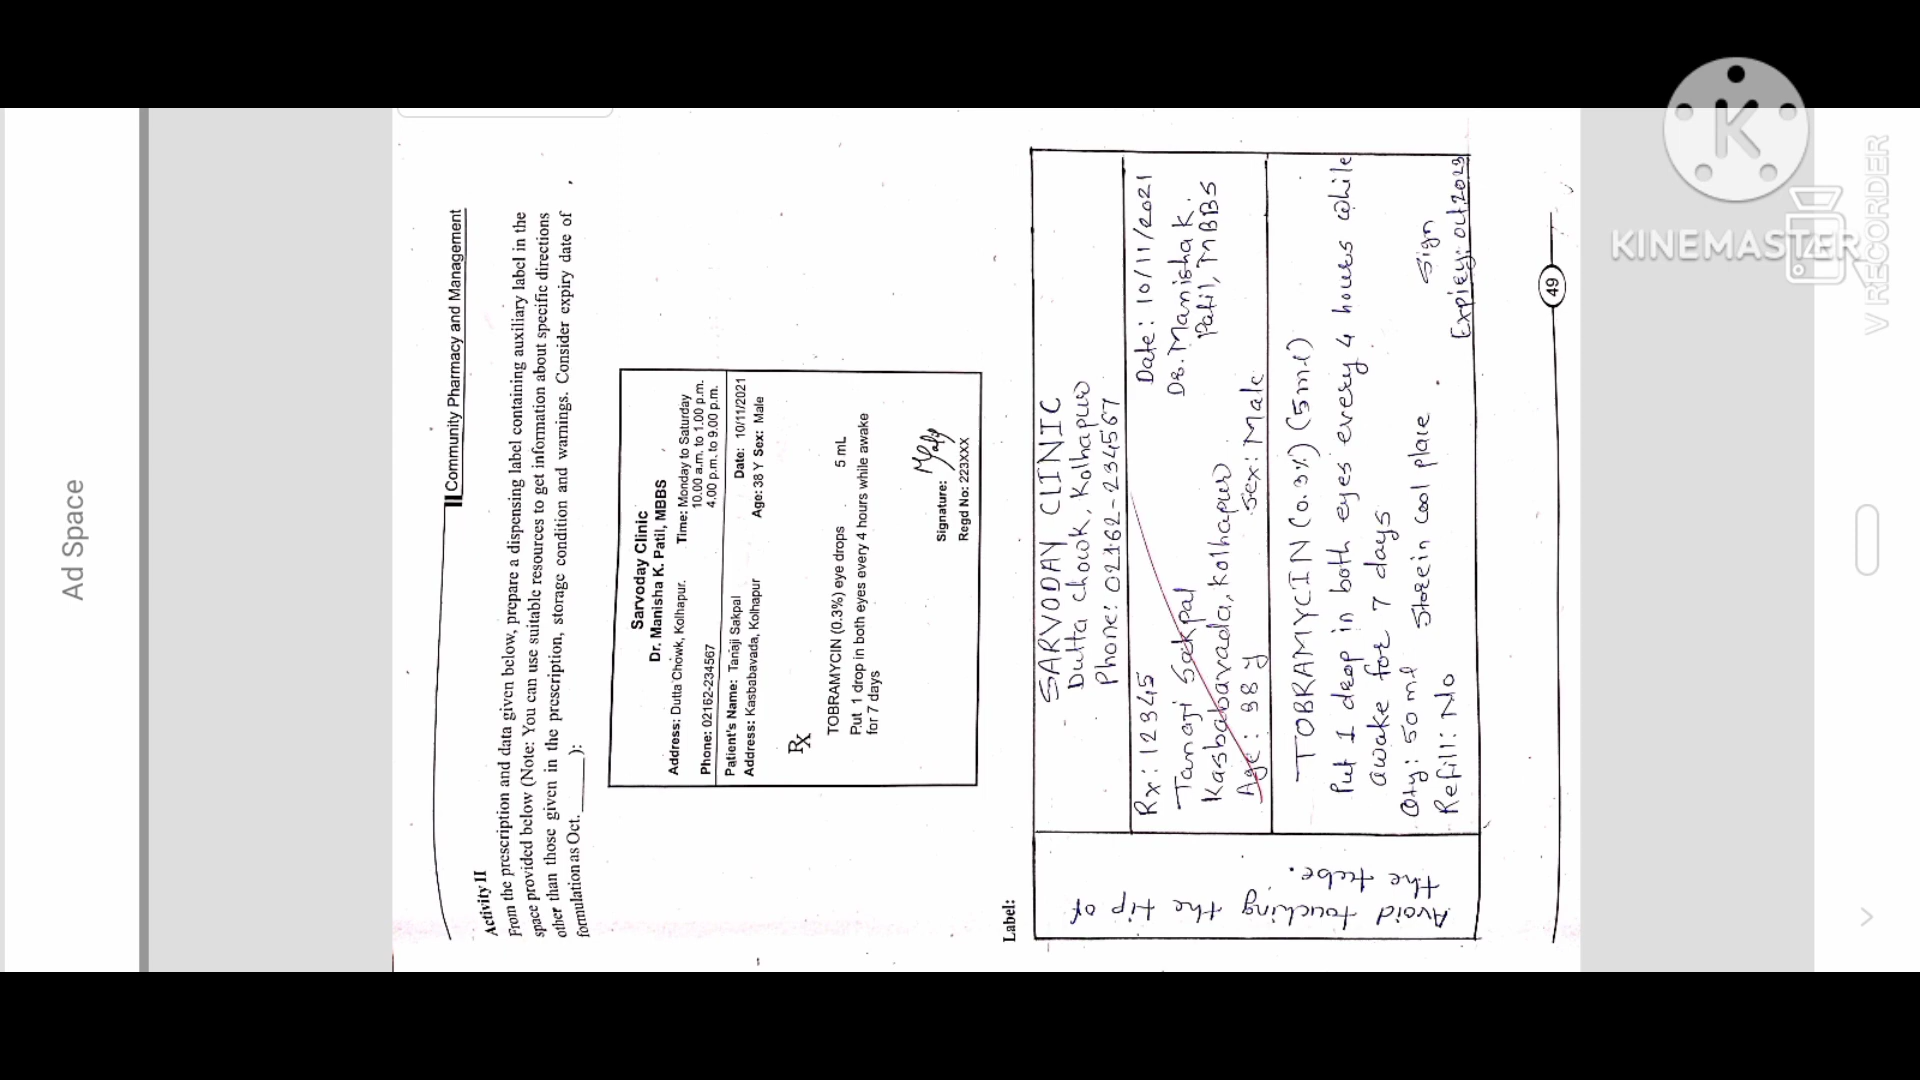 Ad Space
Community Pharmacy and Management
Activity II
From the prescription and data given below, prepare a dispensing label containing auxiliary label in the
space provided below (Note: You can use suitable resources to get information about specific directions
other than those given in the prescription, storage condition and warnings. Consider expiry date of
formulation as Oct.______):
Sarvoday Clinic
Dr. Manisha K. Patil, MBBS
Address: Dutta Chowk, Kolhapur. Time: Monday to Saturday
10.00 a.m. to 1.00 p.m.
Phone: 02162-234567 4.00 p.m. to 9.00 p.m.
Patient's Name: Tanaji Sakpal Date: 10/11/2021
Address: Kasbabavada, Kolhapur Age: 38 Y Sex: Male
Rx
TOBRAMYCIN (0.3%) eye drops 5 mL
Put 1 drop in both eyes every 4 hours while awake
for 7 days
Signature:
Regd No: 223XXX
Label:
SARVODAY CLINIC
Dutta chowk, Kolhapur
Phone: 02162-234567
Rx: 12345 Date: 10/11/2021
Tanaji Sakpal Dr. Manisha K.
Patil, MBBS
Kasbabavada, Kolhapur
Age: 38 y Sex: Male
TOBRAMYCIN (0.3%) (5ml)
Put 1 drop in both eyes every 4 hours while
awake for 7 days
Qty: 50 ml Store in cool place.
Refill: No Sign
Expiry: Oct 2023
Avoid touching the tip of
the tube.
49
KINEMASTER
V RECORDER